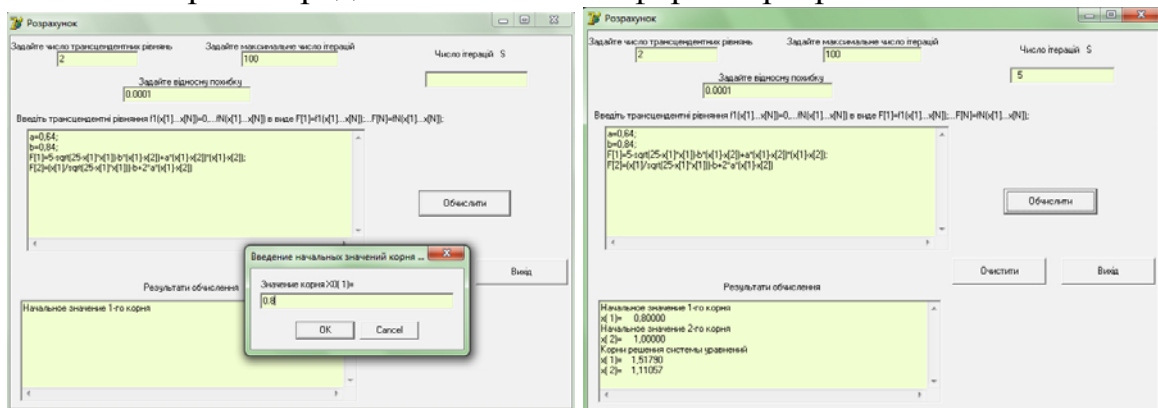 Розрахунок
Задайте число трансцендентних рівнянь
Задайте максимальне число ітерацій
Число ітерацій S
2
100
Задайте відносну похибку
0.0001
Введіть трансцендентні рівняння f1(x[1]...x[N])=0,...fN(x[1]...x[N]) в виде F[1]=f1(x[1]...x[N]);...F[N]=fN(x[1]...x[N]);
a=0,64;
b=0,84;
F[1]=5-sqrt(25-x[1]*x[1])-b*(x[1]-x[2])+a*(x[1]-x[2])*(x[1]-x[2]);
F[2]=(x[1]/sqrt(25-x[1]*x[1]))-b+2*a*(x[1]-x[2])
Обчислити
Введение начальных значений корня ...
Значение корня X0( 1)=
0.8
OK
Cancel
Вихід
Результати обчислення
Начальное значение 1-го корня
Розрахунок
Задайте число трансцендентних рівнянь
Задайте максимальне число ітерацій
Число ітерацій S
2
100
5
Задайте відносну похибку
0.0001
Введіть трансцендентні рівняння f1(x[1]...x[N])=0,...fN(x[1]...x[N]) в виде F[1]=f1(x[1]...x[N]);...F[N]=fN(x[1]...x[N]);
a=0,64;
b=0,84;
F[1]=5-sqrt(25-x[1]*x[1])-b*(x[1]-x[2])+a*(x[1]-x[2])*(x[1]-x[2]);
F[2]=(x[1]/sqrt(25-x[1]*x[1]))-b+2*a*(x[1]-x[2])
Обчислити
Очистити
Вихід
Результати обчислення
Начальное значение 1-го корня
x( 1)= 0,80000
Начальное значение 2-го корня
x( 2)= 1,00000
Корни решения системы уравнений
x( 1)= 1,51790
x( 2)= 1,11057